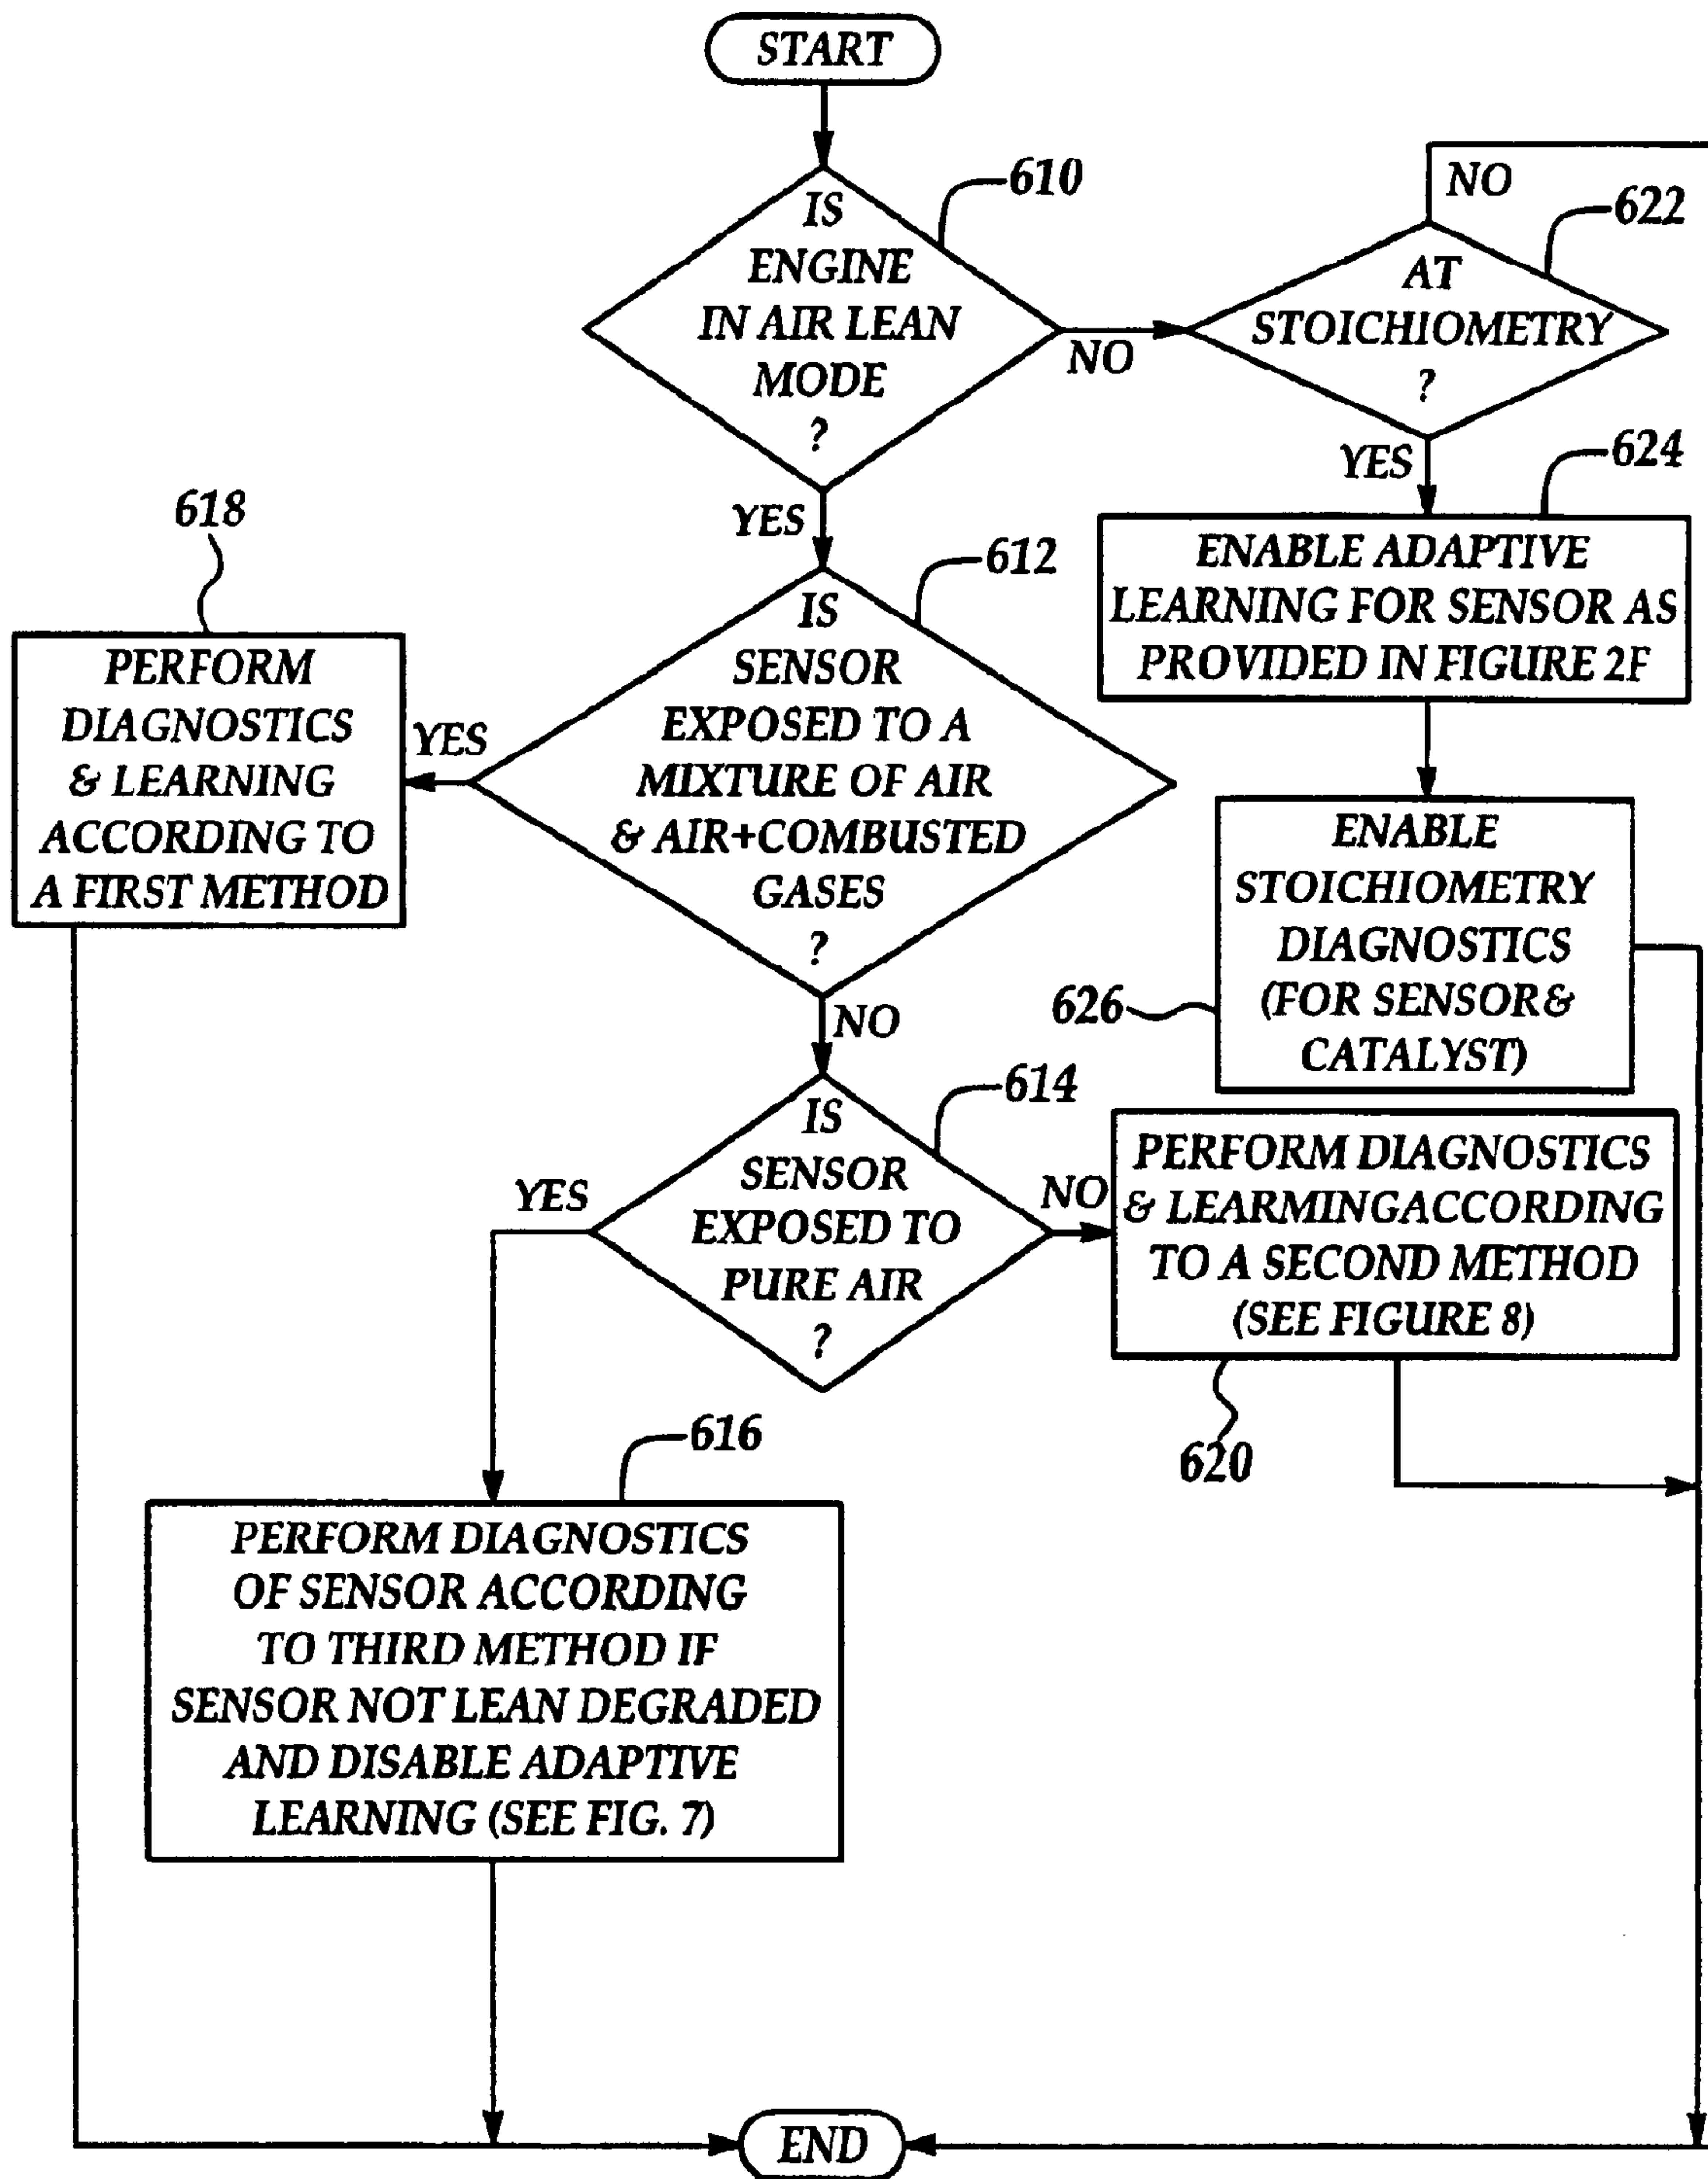 START
610
IS
ENGINE
IN AIR LEAN
MODE
?
NO
NO
622
AT
STOICHIOMETRY
?
YES
624
ENABLE ADAPTIVE
LEARNING FOR SENSOR AS
PROVIDED IN FIGURE 2F
YES
618
PERFORM
DIAGNOSTICS
& LEARNING
ACCORDING TO
A FIRST METHOD
YES
612
IS
SENSOR
EXPOSED TO A
MIXTURE OF AIR
& AIR+COMBUSTED
GASES
?
NO
626
ENABLE
STOICHIOMETRY
DIAGNOSTICS
(FOR SENSOR&
CATALYST)
614
IS
SENSOR
EXPOSED TO
PURE AIR
?
YES
NO
PERFORM DIAGNOSTICS
& LEARMINGACCORDING
TO A SECOND METHOD
(SEE FIGURE 8)
620
616
PERFORM DIAGNOSTICS
OF SENSOR ACCORDING
TO THIRD METHOD IF
SENSOR NOT LEAN DEGRADED
AND DISABLE ADAPTIVE
LEARNING (SEE FIG. 7)
END